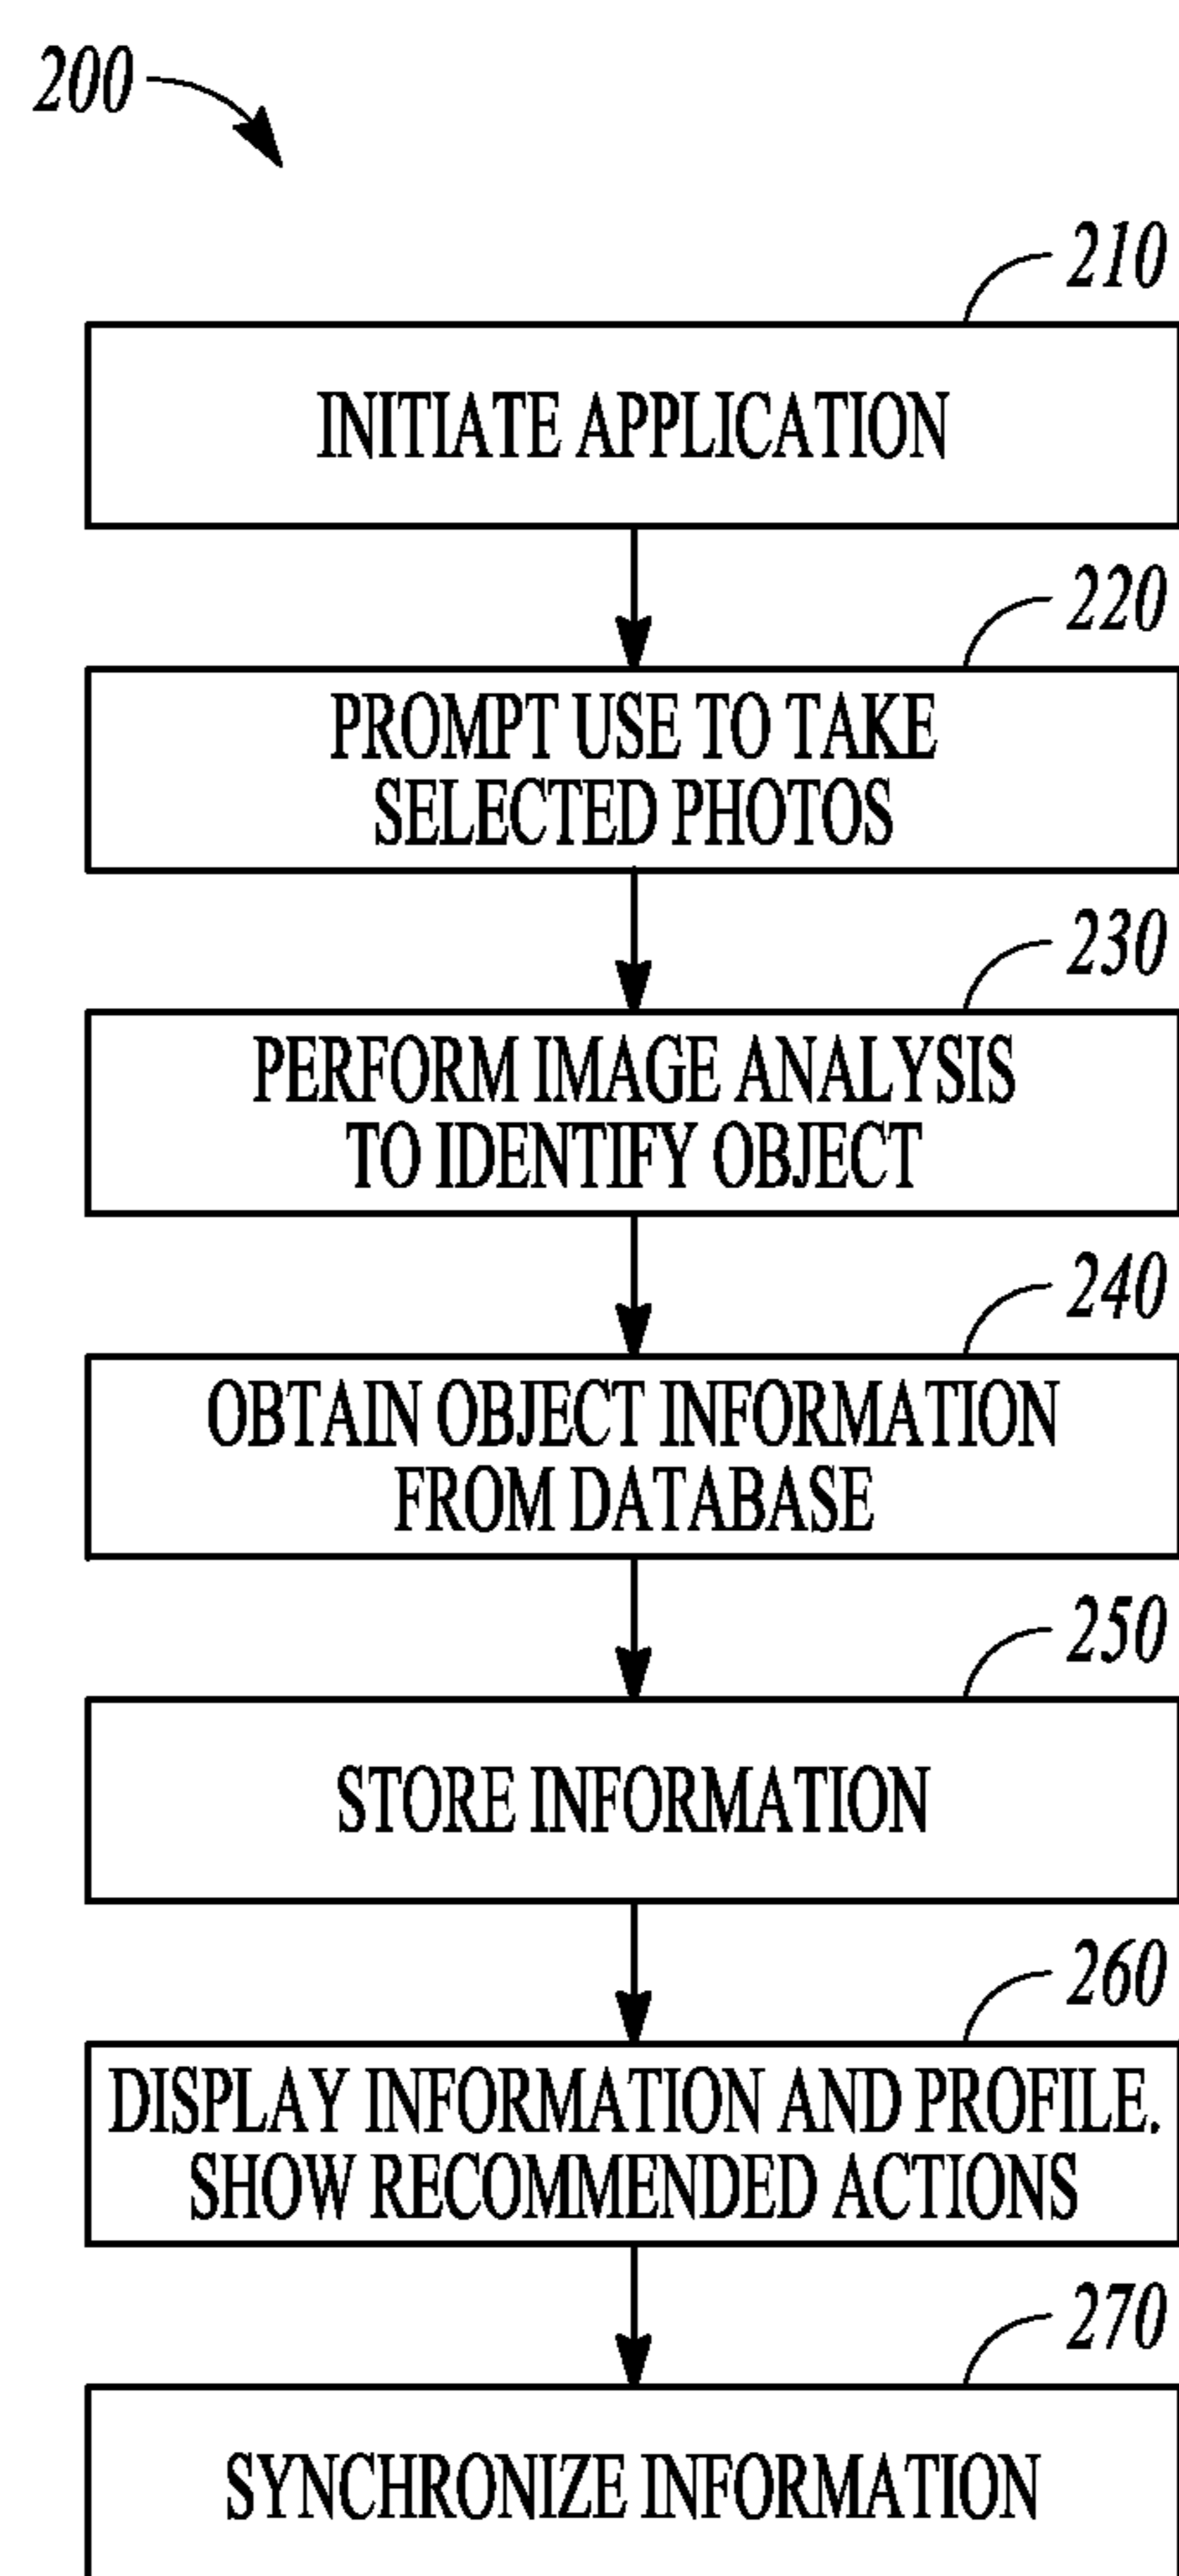 200
210
INITIATE APPLICATION
220
PROMPT USE TO TAKE
SELECTED PHOTOS
230
PERFORM IMAGE ANALYSIS
TO IDENTIFY OBJECT
240
OBTAIN OBJECT INFORMATION
FROM DATABASE
250
STORE INFORMATION
260
DISPLAY INFORMATION AND PROFILE.
SHOW RECOMMENDED ACTIONS
270
SYNCHRONIZE INFORMATION